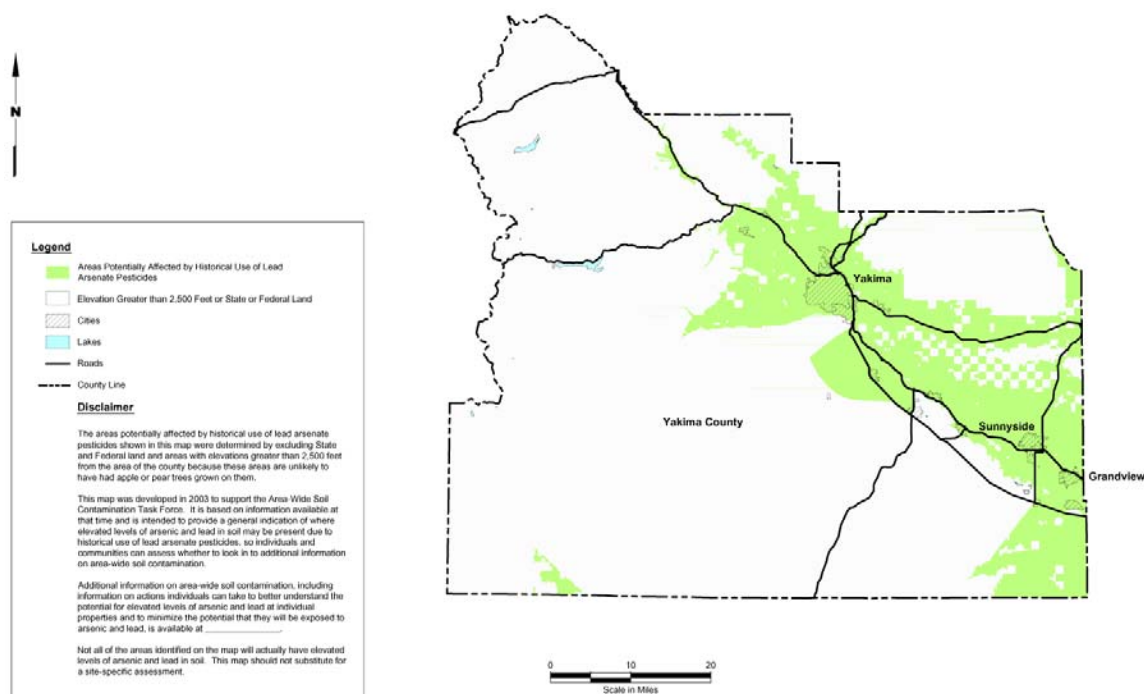 N
Legend
Areas Potentially Affected by Historical Use of Lead
Arsenate Pesticides
Elevation Greater than 2,500 Feet or State or Federal Land
Cities
Lakes
Roads
County Line
Disclaimer
The areas potentially affected by historical use of lead arsenate
pesticides shown in this map were determined by excluding State
and Federal land and areas with elevations greater than 2,500 feet
from the area of the county because these areas are unlikely to
have had apple or pear trees grown on them.
This map was developed in 2003 to support the Area-Wide Soil
Contamination Task Force. It is based on information available at
that time and is intended to provide a general indication of where
elevated levels of arsenic and lead in soil may be present due to
historical use of lead arsenate pesticides, so individuals and
communities can assess whether to look in to additional information
on area-wide soil contamination.
Additional information on area-wide soil contamination, including
information on actions individuals can take to better understand the
potential for elevated levels of arsenic and lead at individual
properties and to minimize the potential that they will be exposed to
arsenic and lead, is available at _______________.
Not all of the areas identified on the map will actually have elevated
levels of arsenic and lead in soil. This map should not substitute for
a site-specific assessment.
Yakima
Yakima County
Sunnyside
Grandview
0 10 20
Scale in Miles